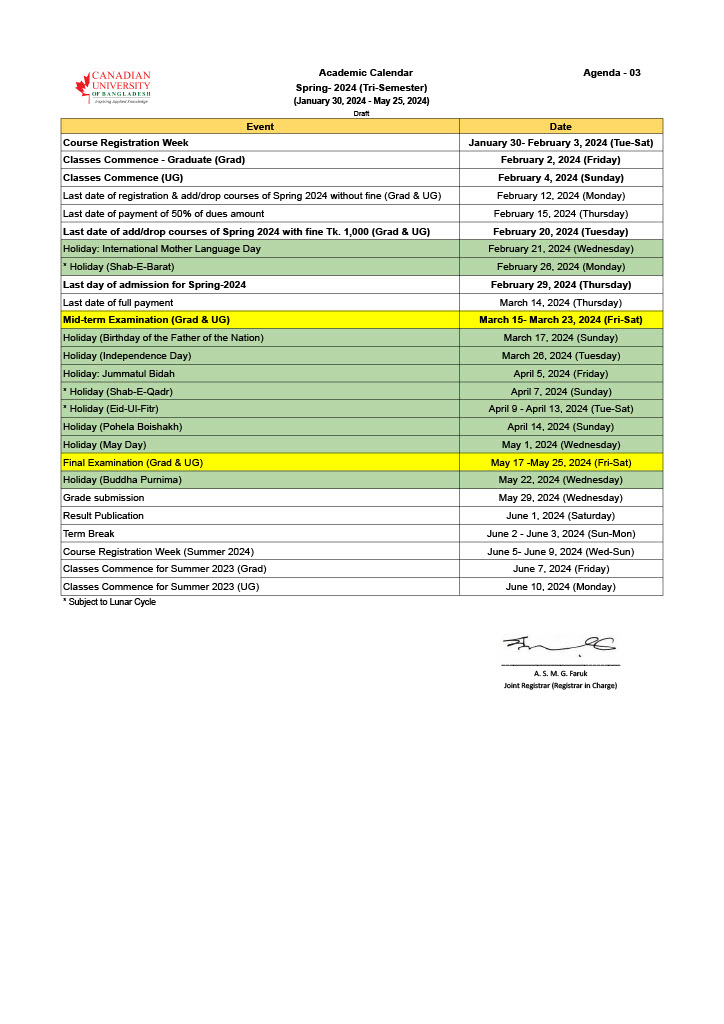 CANADIAN
UNIVERSITY
OF BANGLADESH
Inspiring Applied Knowledge
Academic Calendar
Spring- 2024 (Tri-Semester)
(January 30, 2024 - May 25, 2024)
Draft
Agenda - 03
Event Date
Course Registration Week January 30- February 3, 2024 (Tue-Sat)
Classes Commence - Graduate (Grad) February 2, 2024 (Friday)
Classes Commence (UG) February 4, 2024 (Sunday)
Last date of registration & add/drop courses of Spring 2024 without fine (Grad & UG) February 12, 2024 (Monday)
Last date of payment of 50% of dues amount February 15, 2024 (Thursday)
Last date of add/drop courses of Spring 2024 with fine Tk. 1,000 (Grad & UG) February 20, 2024 (Tuesday)
Holiday: International Mother Language Day February 21, 2024 (Wednesday)
* Holiday (Shab-E-Barat) February 26, 2024 (Monday)
Last day of admission for Spring-2024 February 29, 2024 (Thursday)
Last date of full payment March 14, 2024 (Thursday)
Mid-term Examination (Grad & UG) March 15- March 23, 2024 (Fri-Sat)
Holiday (Birthday of the Father of the Nation) March 17, 2024 (Sunday)
Holiday (Independence Day) March 26, 2024 (Tuesday)
Holiday: Jummatul Bidah April 5, 2024 (Friday)
* Holiday (Shab-E-Qadr) April 7, 2024 (Sunday)
* Holiday (Eid-Ul-Fitr) April 9 - April 13, 2024 (Tue-Sat)
Holiday (Pohela Boishakh) April 14, 2024 (Sunday)
Holiday (May Day) May 1, 2024 (Wednesday)
Final Examination (Grad & UG) May 17 -May 25, 2024 (Fri-Sat)
Holiday (Buddha Purnima) May 22, 2024 (Wednesday)
Grade submission May 29, 2024 (Wednesday)
Result Publication June 1, 2024 (Saturday)
Term Break June 2 - June 3, 2024 (Sun-Mon)
Course Registration Week (Summer 2024) June 5- June 9, 2024 (Wed-Sun)
Classes Commence for Summer 2023 (Grad) June 7, 2024 (Friday)
Classes Commence for Summer 2023 (UG) June 10, 2024 (Monday)
* Subject to Lunar Cycle
A. S. M. G. Faruk
Joint Registrar (Registrar in Charge)